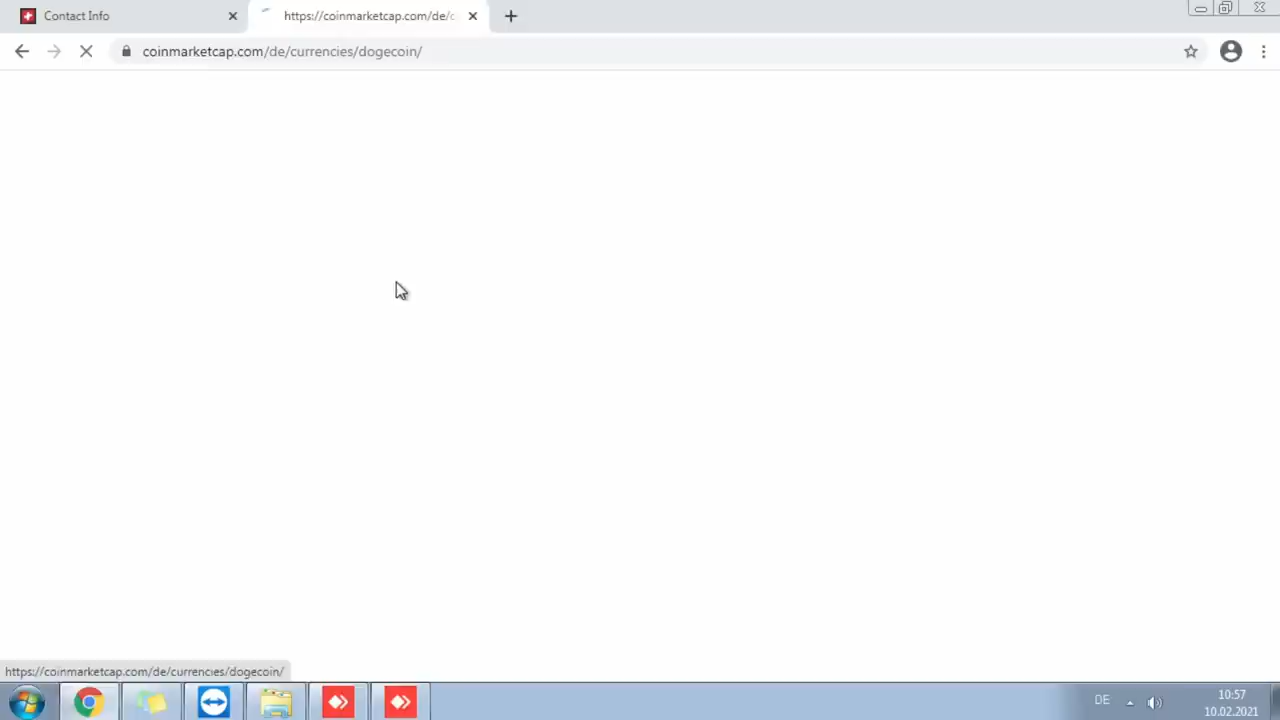 Contact Info
https://coinmarketcap.com/de/c
coinmarketcap.com/de/currencies/dogecoin/
https://coinmarketcap.com/de/currencies/dogecoin/
DE
10:57
10.02.2021